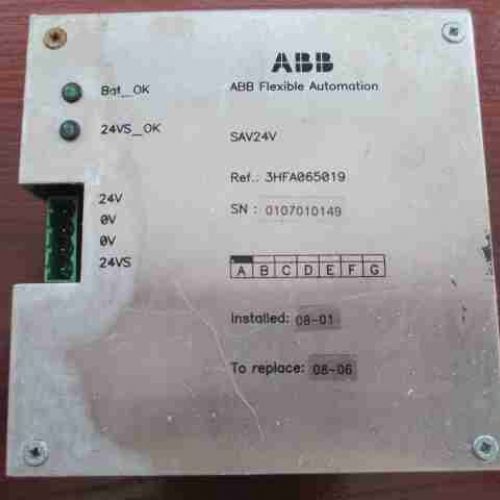 ABB
Bat_OK
ABB Flexible Automation
24VS_OK
SAV24V
Ref.: 3HFA065019
SN : 0107010149
24V
0V
0V
24VS
A B C D E F G
Installed: 08-01
To replace: 08-06